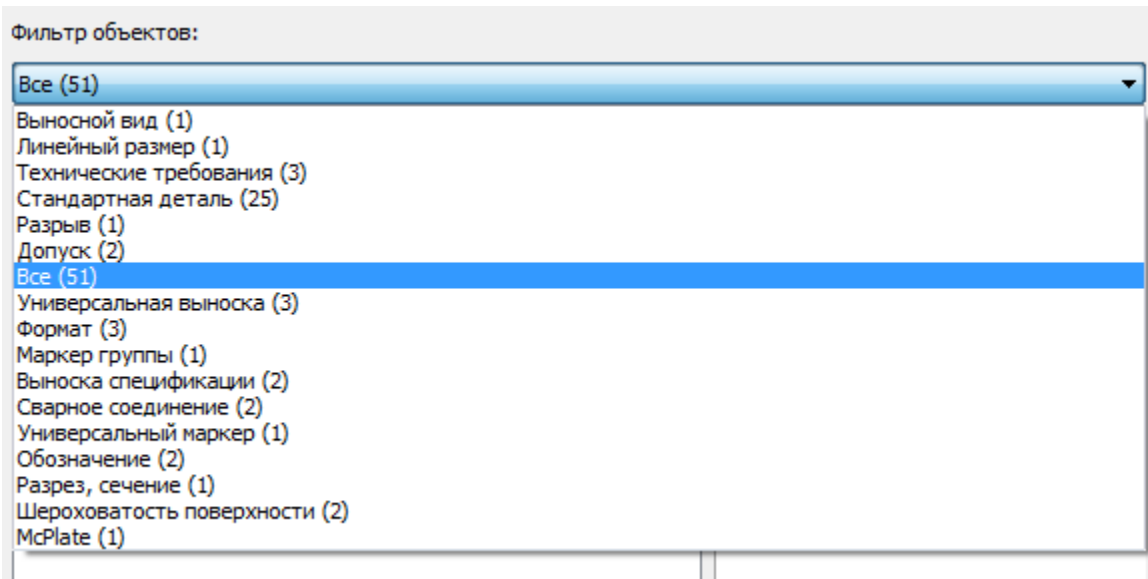 Фильтр объектов:
Все (51)
Выносной вид (1)
Линейный размер (1)
Технические требования (3)
Стандартная деталь (25)
Разрыв (1)
Допуск (2)
Все (51)
Универсальная выноска (3)
Формат (3)
Маркер группы (1)
Выноска спецификации (2)
Сварное соединение (2)
Универсальный маркер (1)
Обозначение (2)
Разрез, сечение (1)
Шероховатость поверхности (2)
McPlate (1)